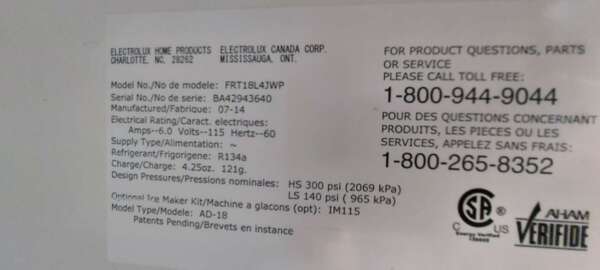 ELECTROLUX HOME PRODUCTS ELECTROLUX CANADA CORP.
CHARLOTTE, NC, 28262 MISSISSAUGA, ONT.
Model No./No de modele: FRT18L4JWP
Serial No./No de serie: BA42943640
Manufactured/Fabrique: 07-14
Electrical Rating/Caract. electriques:
Amps--6.0 Volts--115 Hertz--60
Supply Type/Alimentation: ~
Refrigerant/Frigorigene: R134a
Charge/Charge: 4.25oz. 121g.
Design Pressures/Pressions nominales: HS 300 psi (2069 kPa)
LS 140 psi ( 965 kPa)
Optional Ice Maker Kit/Machine a glacons (opt): IM115
Model Type/Modele: AD-18
Patents Pending/Brevets en instance
FOR PRODUCT QUESTIONS, PARTS
OR SERVICE
PLEASE CALL TOLL FREE:
1-800-944-9044
POUR DES QUESTIONS CONCERNANT
PRODUITS, LES PIECES OU LES
SERVICES, APPELEZ SANS FRAIS:
1-800-265-8352
SA
C US
Energy Verified
AHAM
VERIFIDE